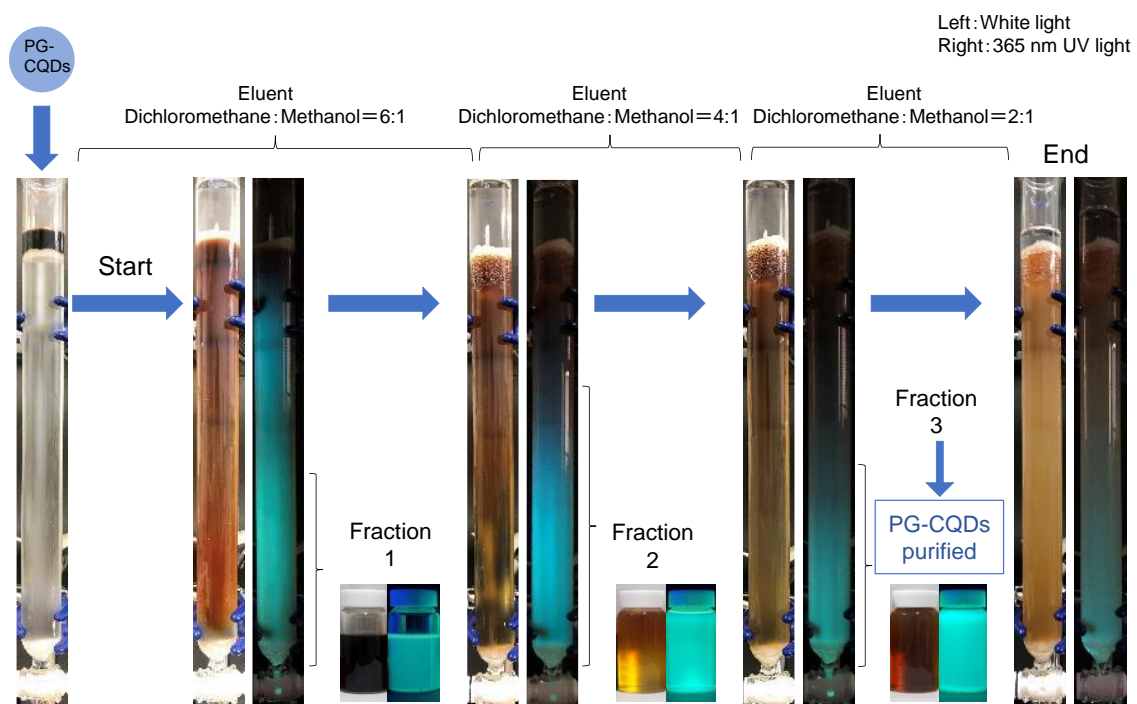 Left：White light
Right：365 nm UV light
PG-
CQDs
Eluent
Dichloromethane：Methanol＝6:1
Eluent
Dichloromethane：Methanol＝4:1
Eluent
Dichloromethane：Methanol＝2:1
Start
End
Fraction
1
Fraction
2
Fraction
3
PG-CQDs
purified